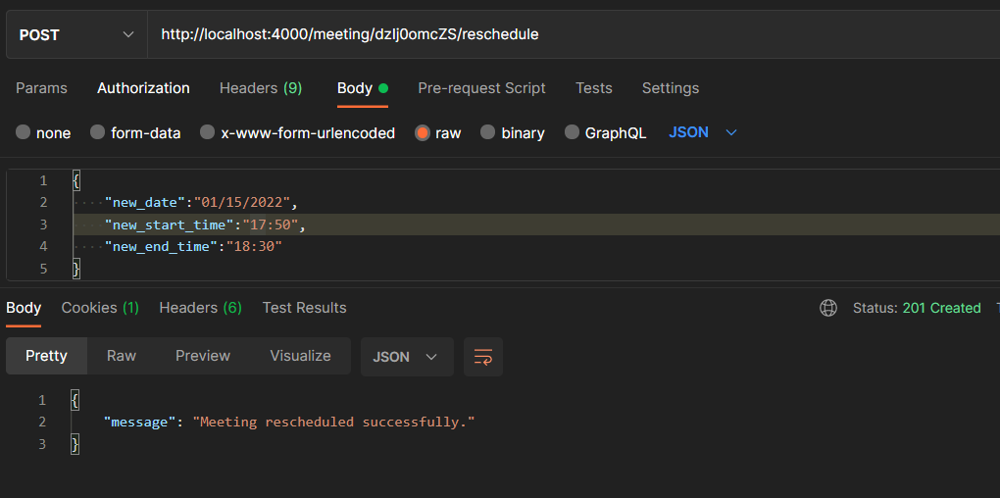 POST http://localhost:4000/meeting/dzIj0omcZS/reschedule
Params Authorization Headers (9) Body Pre-request Script Tests Settings
none form-data x-www-form-urlencoded raw binary GraphQL JSON
1 {
2 "new_date":"01/15/2022",
3 "new_start_time":"17:50",
4 "new_end_time":"18:30"
5 }
Body Cookies (1) Headers (6) Test Results Status: 201 Created
Pretty Raw Preview Visualize JSON
1 {
2 "message": "Meeting rescheduled successfully."
3 }